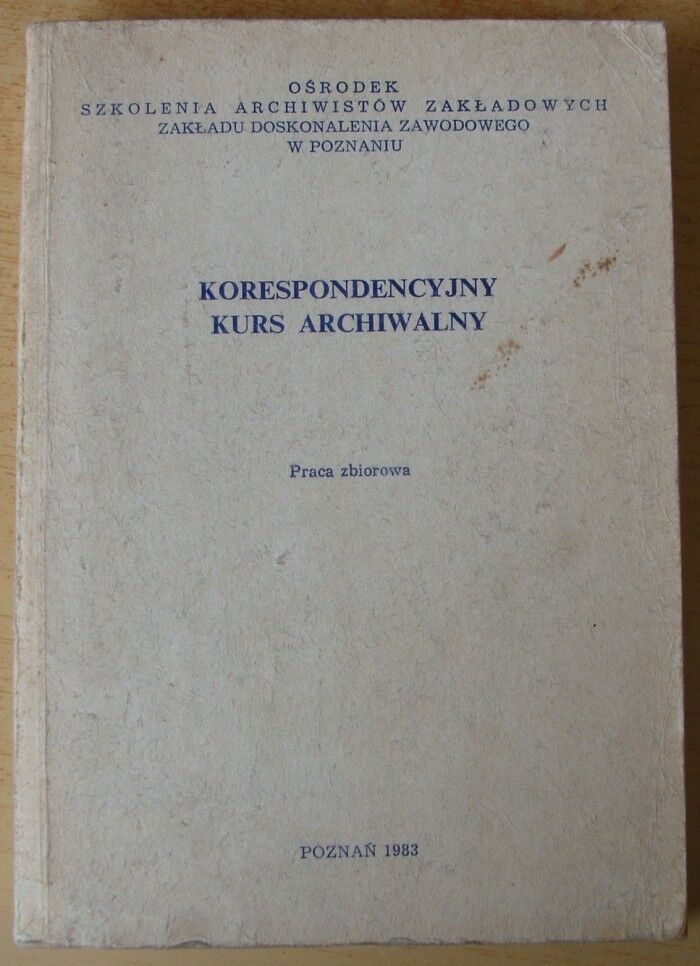 OŚRODEK
SZKOLENIA ARCHIWISTÓW ZAKŁADOWYCH
ZAKŁADU DOSKONALENIA ZAWODOWEGO
W POZNANIU
KORESPONDENCYJNY
KURS ARCHIWALNY
Praca zbiorowa
POZNAŃ 1983